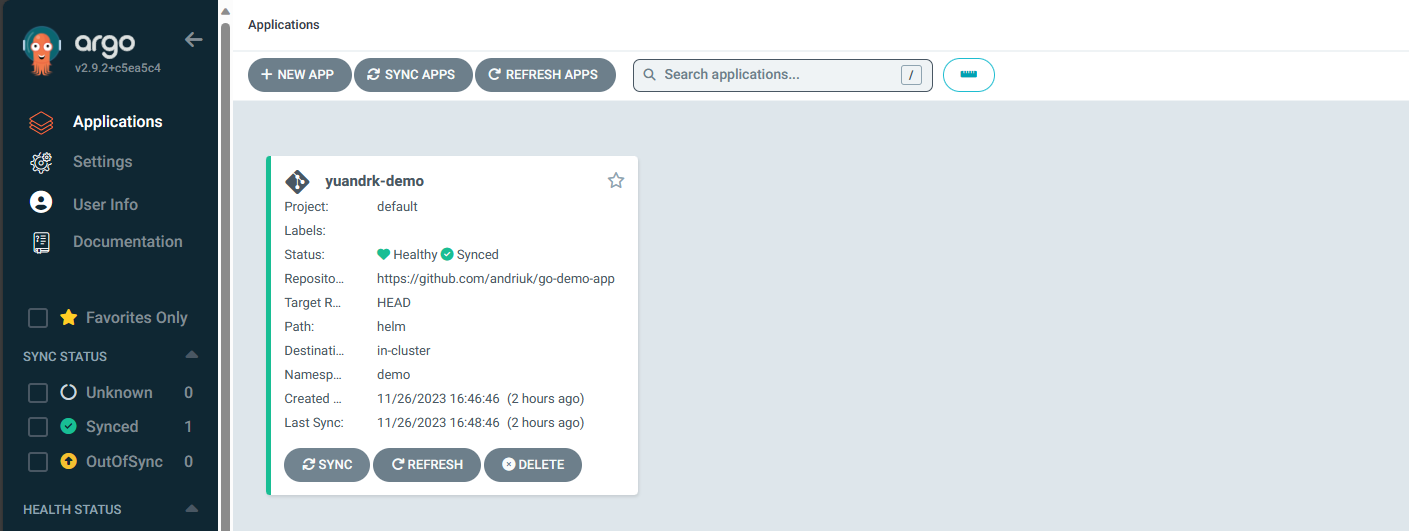 argo
v2.9.2+c5ea5c4
Applications
Settings
User Info
Documentation
Favorites Only
SYNC STATUS
Unknown 0
Synced 1
OutOfSync 0
HEALTH STATUS
Applications
NEW APP SYNC APPS REFRESH APPS Search applications... /
yuandrk-demo
Project: default
Labels:
Status: Healthy Synced
Reposito... https://github.com/andriuk/go-demo-app
Target R... HEAD
Path: helm
Destinati... in-cluster
Namesp... demo
Created ... 11/26/2023 16:46:46 (2 hours ago)
Last Sync: 11/26/2023 16:48:46 (2 hours ago)
SYNC REFRESH DELETE